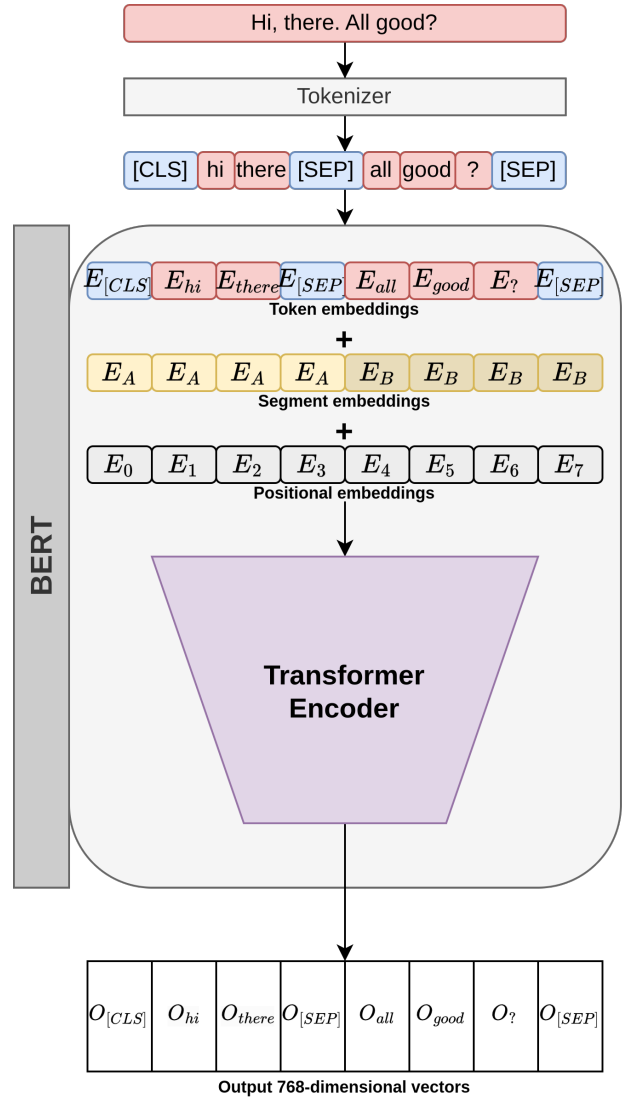 Hi, there. All good?
Tokenizer
[CLS] hi there [SEP] all good ? [SEP]
E[CLS] Ehi Ethere E[SEP] Eall Egood E? E[SEP]
Token embeddings
+
EA EA EA EA EB EB EB EB
Segment embeddings
+
E0 E1 E2 E3 E4 E5 E6 E7
Positional embeddings
BERT
Transformer
Encoder
O[CLS] Ohi Othere O[SEP] Oall Ogood O? O[SEP]
Output 768-dimensional vectors